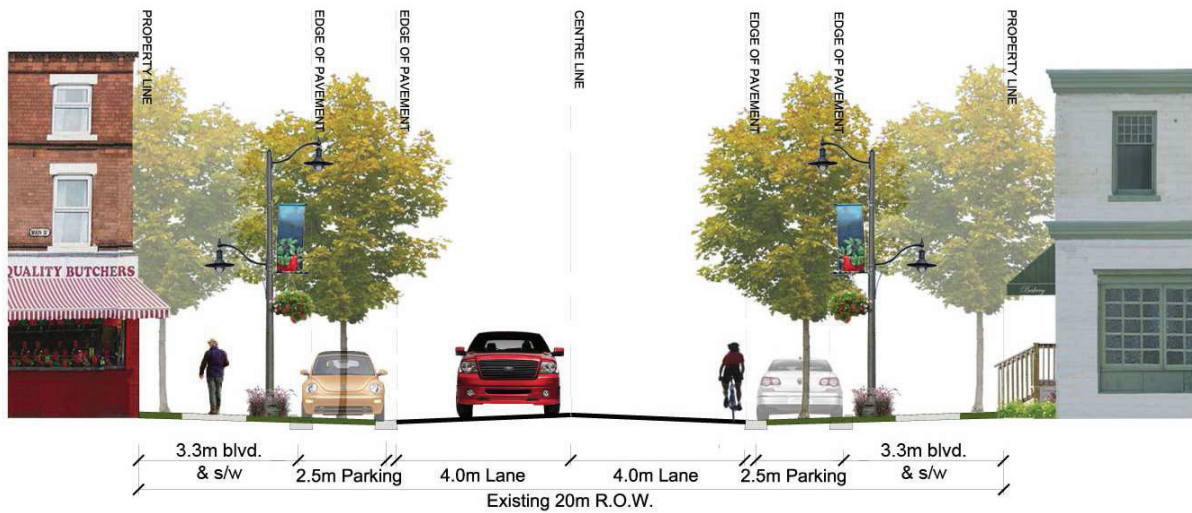 PROPERTY LINE
EDGE OF PAVEMENT
EDGE OF PAVEMENT
CENTRE LINE
EDGE OF PAVEMENT
EDGE OF PAVEMENT
PROPERTY LINE
MAIN ST
QUALITY BUTCHERS
Bakery
3.3m blvd.
& s/w
2.5m Parking
4.0m Lane
4.0m Lane
2.5m Parking
3.3m blvd.
& s/w
Existing 20m R.O.W.